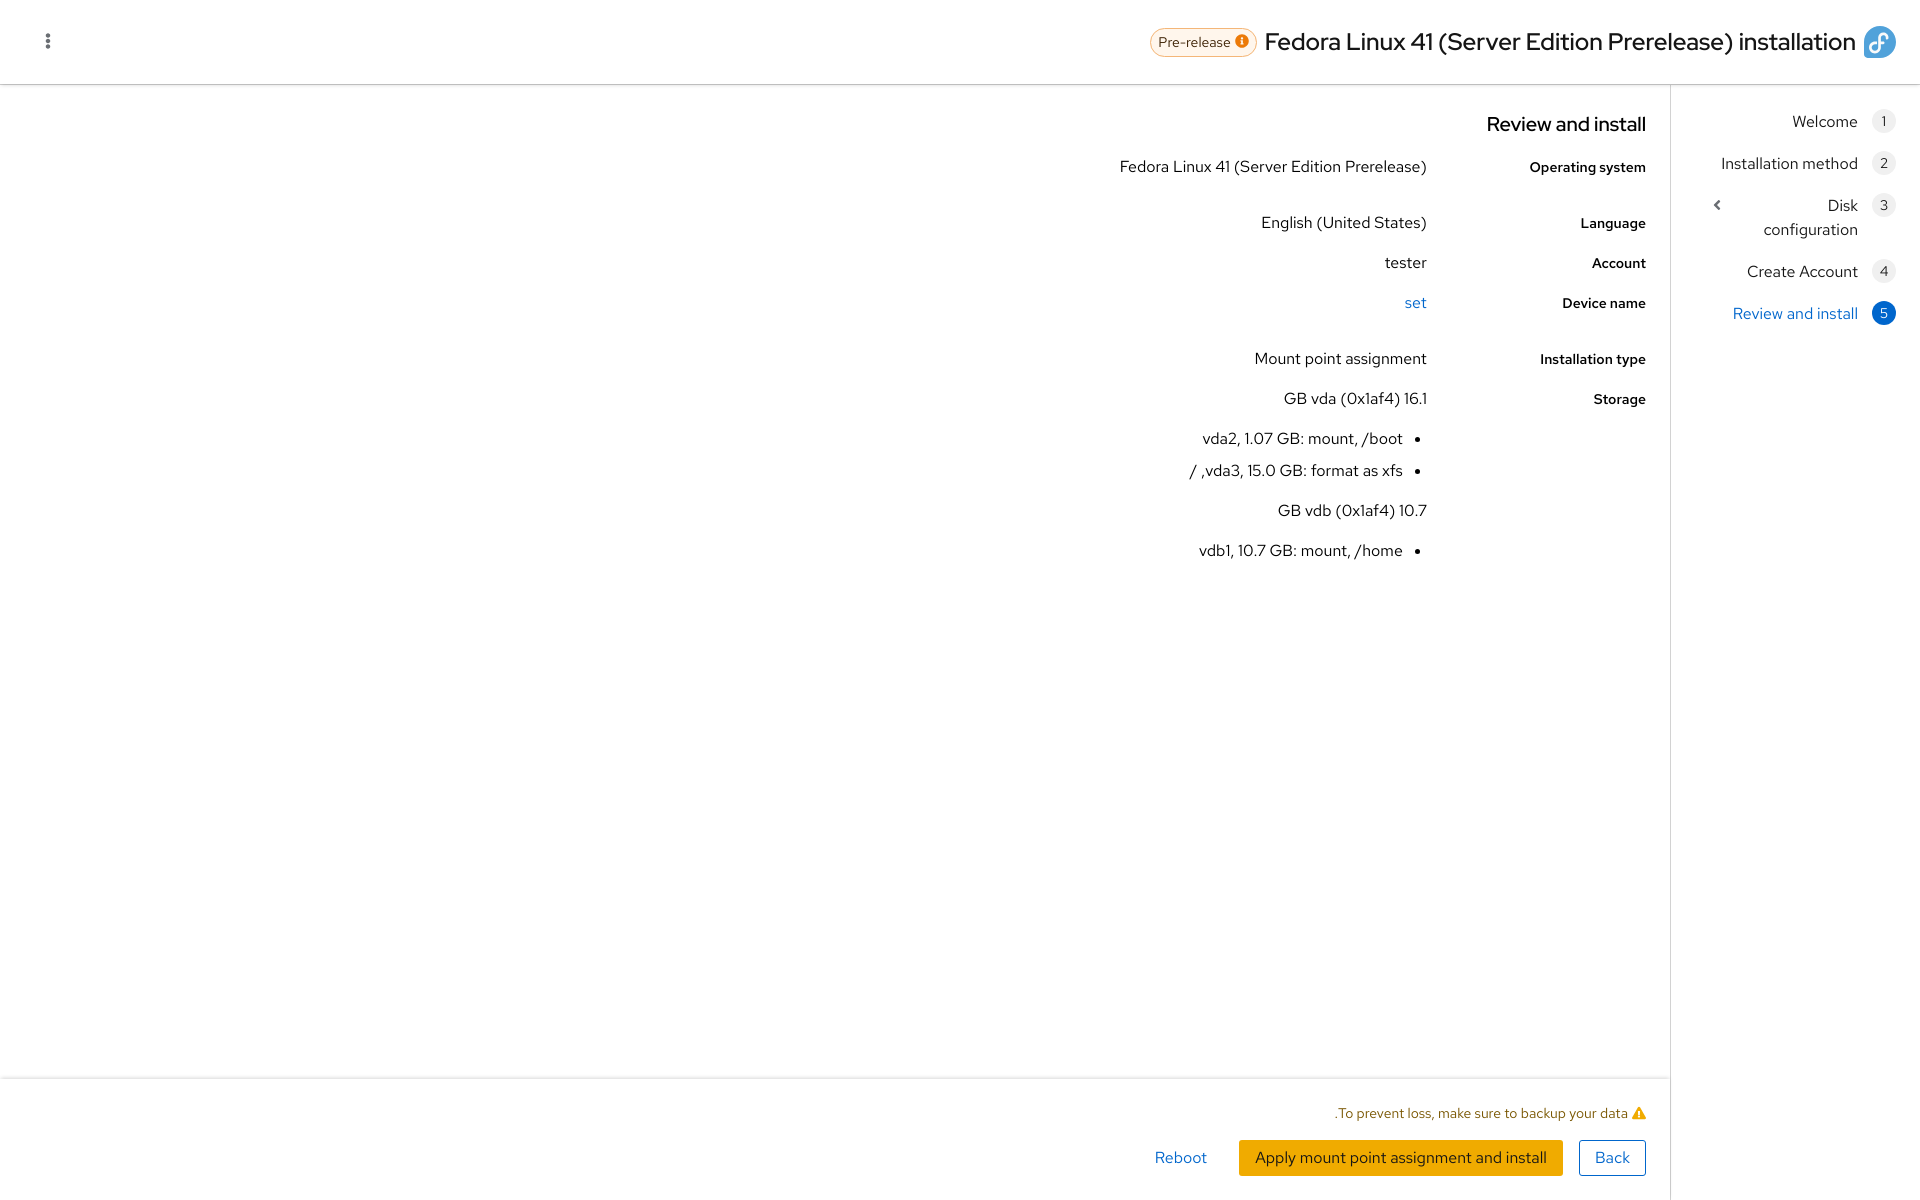 Fedora Linux 41 (Server Edition Prerelease) installation
Pre-release
1 Welcome
2 Installation method
3 Disk
configuration
4 Create Account
5 Review and install
Review and install
Operating system Fedora Linux 41 (Server Edition Prerelease)
Language English (United States)
Account tester
Device name set
Installation type Mount point assignment
Storage GB vda (0x1af4) 16.1
• vda2, 1.07 GB: mount, /boot
• / ,vda3, 15.0 GB: format as xfs
GB vdb (0x1af4) 10.7
• vdb1, 10.7 GB: mount, /home
.To prevent loss, make sure to backup your data
Back
Apply mount point assignment and install
Reboot